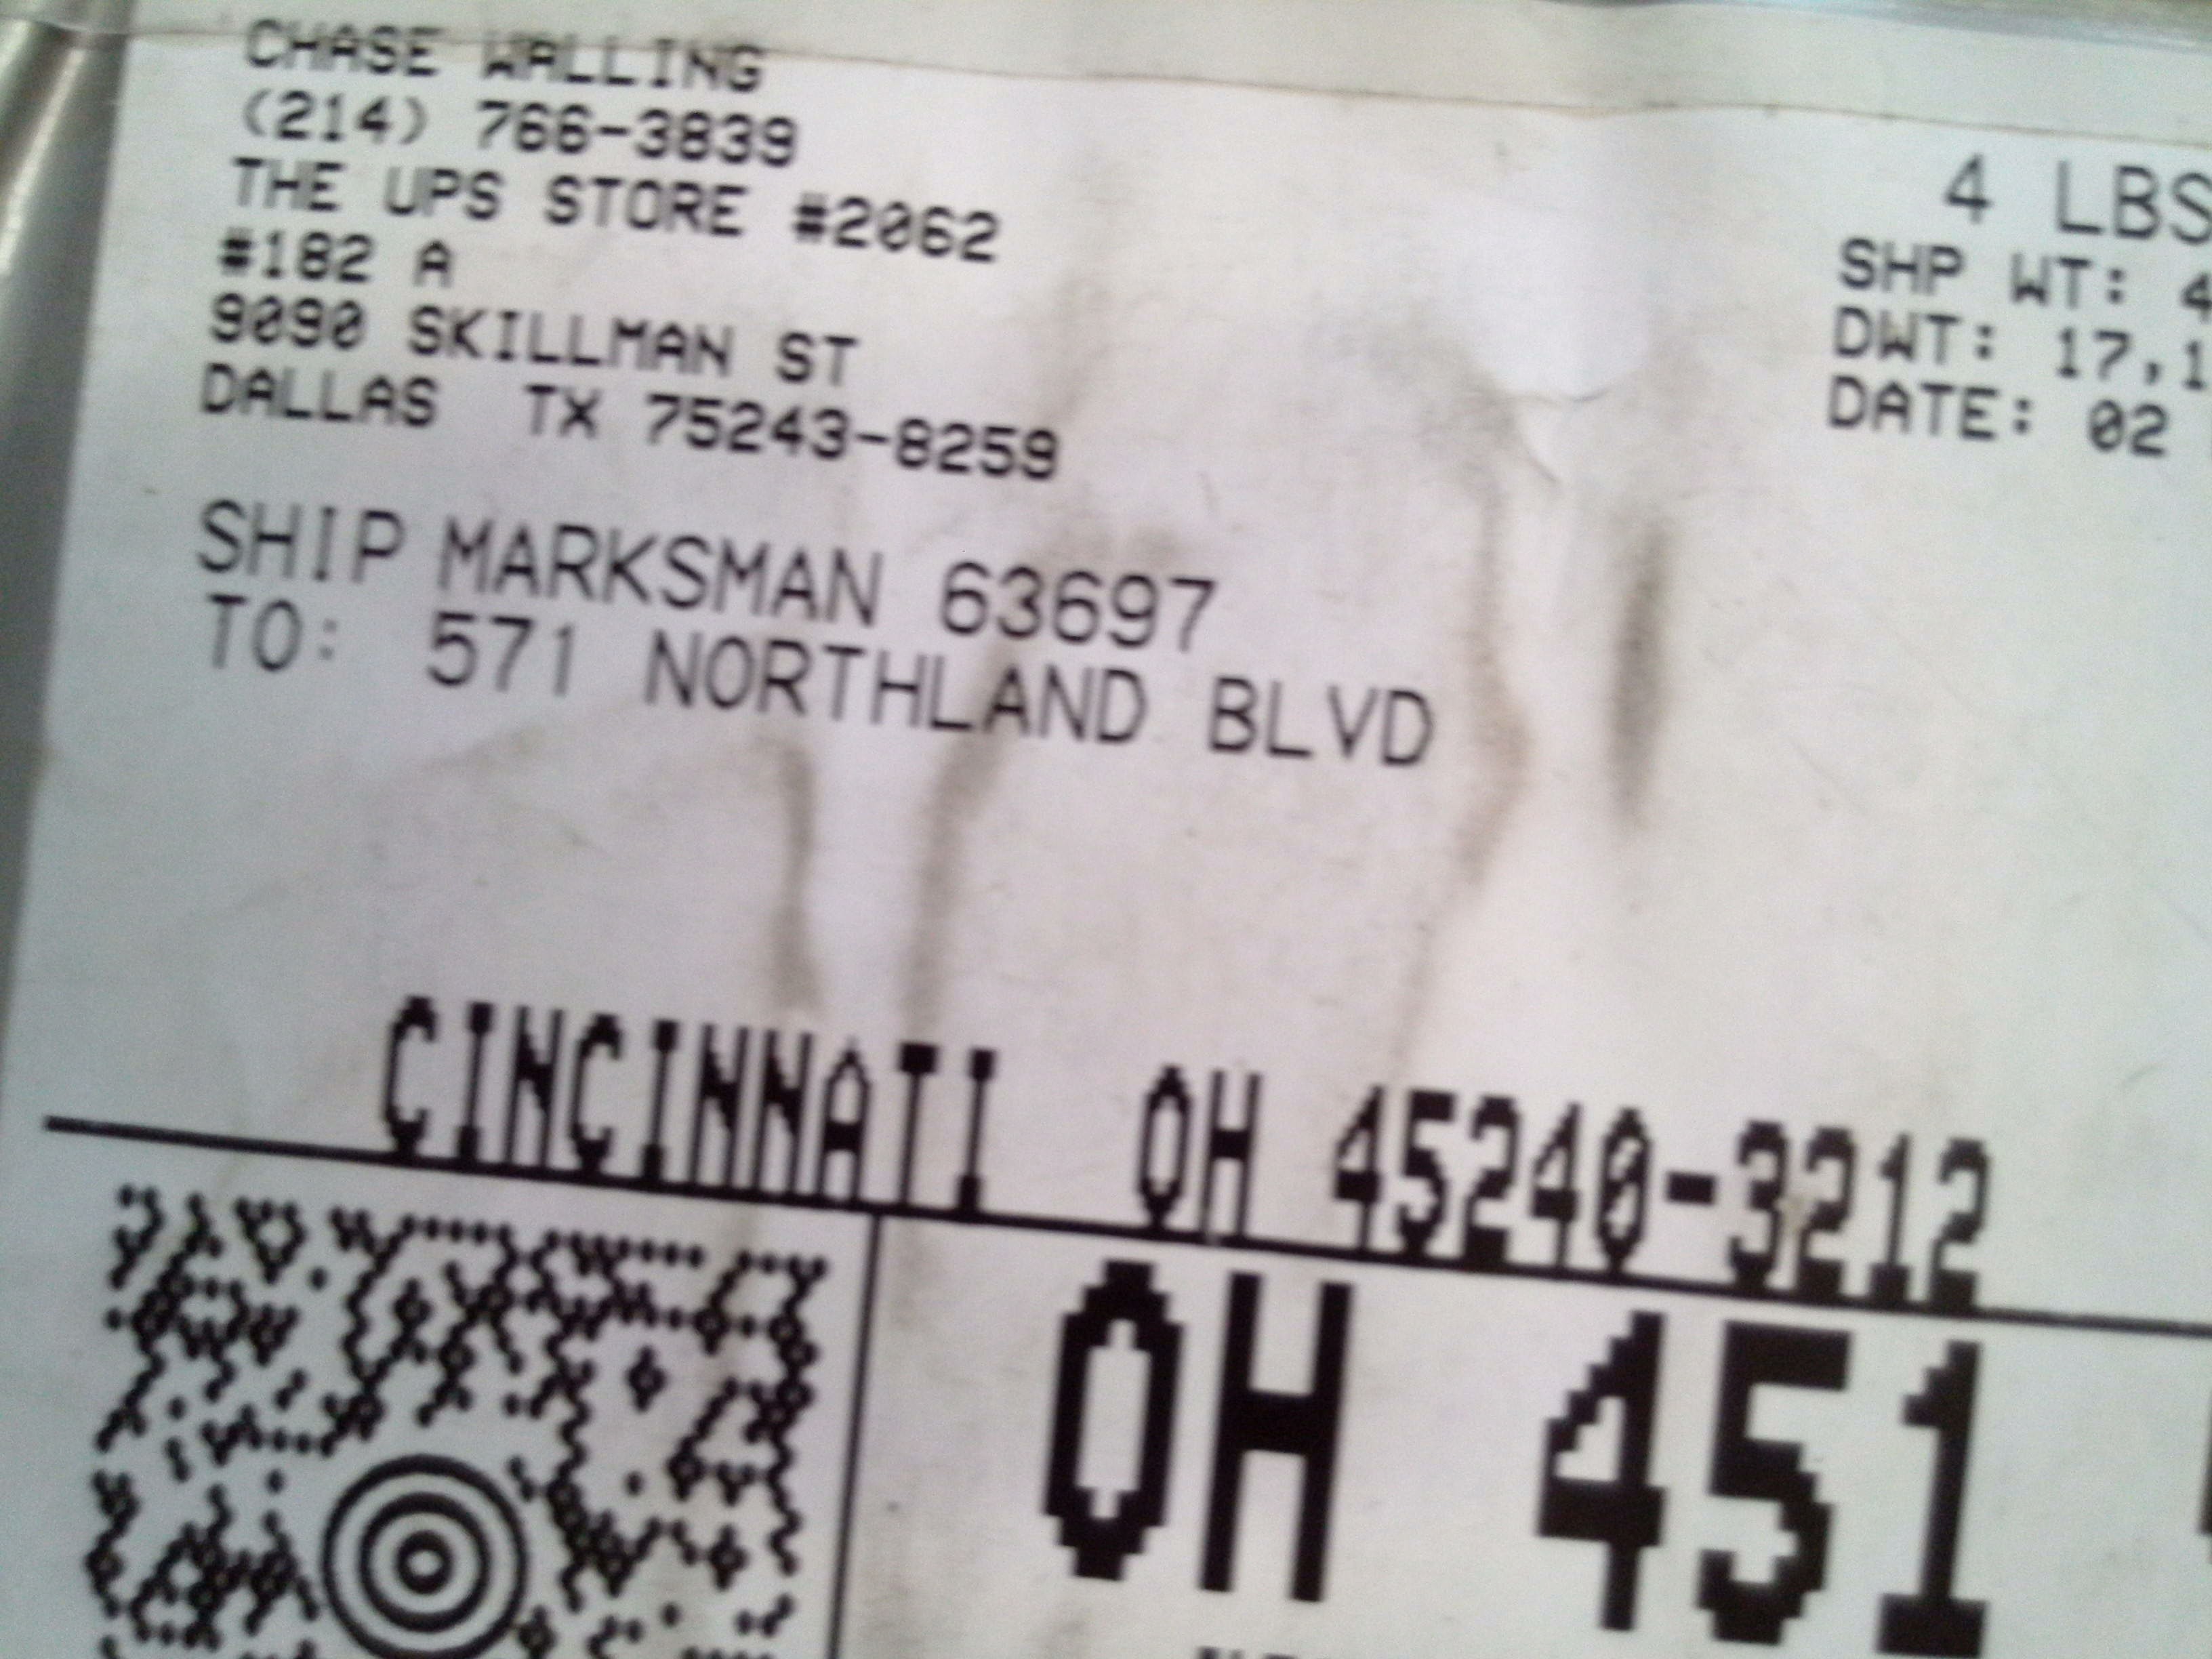 CHASE WALLING
(214) 766-3839
THE UPS STORE #2062
#182 A
9090 SKILLMAN ST
DALLAS TX 75243-8259
4 LBS
SHP WT: 4
DWT: 17,1
DATE: 02
SHIP MARKSMAN 63697
TO: 571 NORTHLAND BLVD
CINCINNATI OH 45240-3212
OH 451